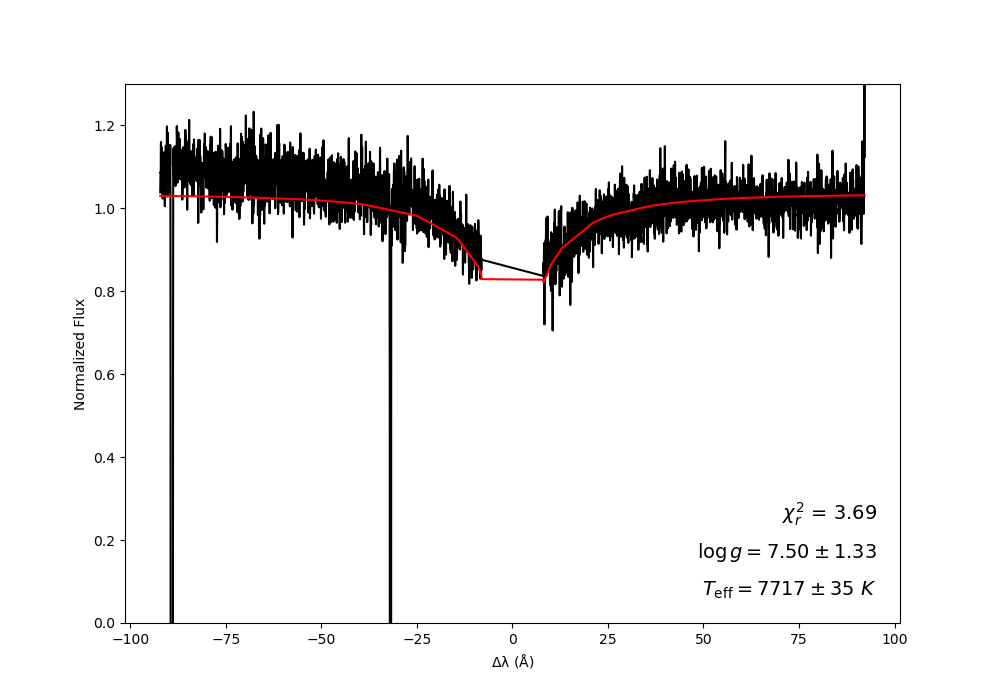 1.2
1.0
0.8
0.6
0.4
0.2
0.0
Normalized Flux
χ²ᵣ = 3.69
log g = 7.50 ± 1.33
T_eff = 7717 ± 35 K
−100 −75 −50 −25 0 25 50 75 100
Δλ (Å)